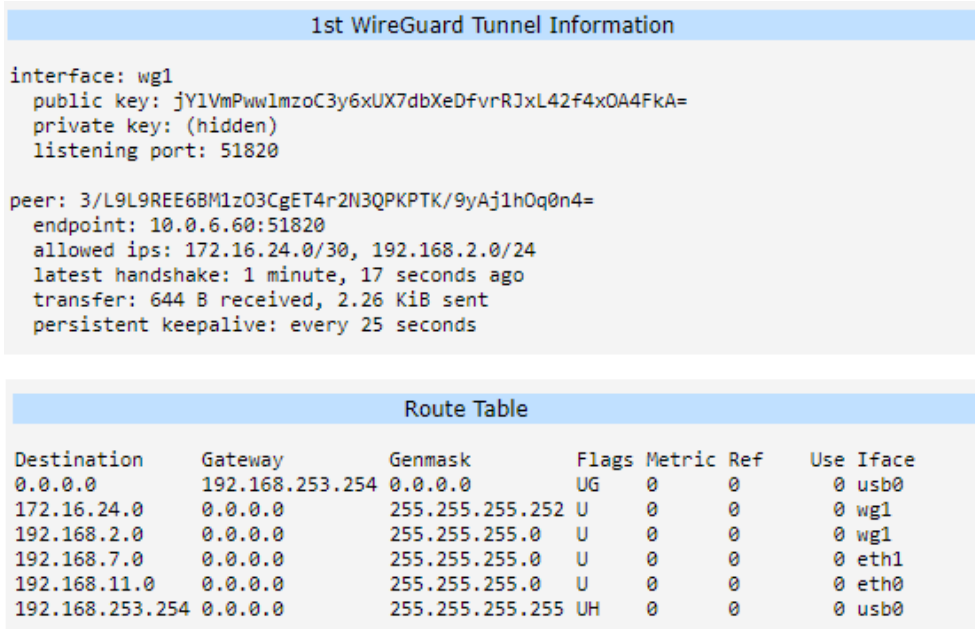 1st WireGuard Tunnel Information
interface: wg1
public key: jYlVmPwwlmzoC3y6xUX7dbXeDfvrRJxL42f4xOA4FkA=
private key: (hidden)
listening port: 51820
peer: 3/L9L9REE6BM1zO3CgET4r2N3QPKPTK/9yAj1hOq0n4=
endpoint: 10.0.6.60:51820
allowed ips: 172.16.24.0/30, 192.168.2.0/24
latest handshake: 1 minute, 17 seconds ago
transfer: 644 B received, 2.26 KiB sent
persistent keepalive: every 25 seconds
Route Table
Destination Gateway Genmask Flags Metric Ref Use Iface
0.0.0.0 192.168.253.254 0.0.0.0 UG 0 0 0 usb0
172.16.24.0 0.0.0.0 255.255.255.252 U 0 0 0 wg1
192.168.2.0 0.0.0.0 255.255.255.0 U 0 0 0 wg1
192.168.7.0 0.0.0.0 255.255.255.0 U 0 0 0 eth1
192.168.11.0 0.0.0.0 255.255.255.0 U 0 0 0 eth0
192.168.253.254 0.0.0.0 255.255.255.255 UH 0 0 0 usb0